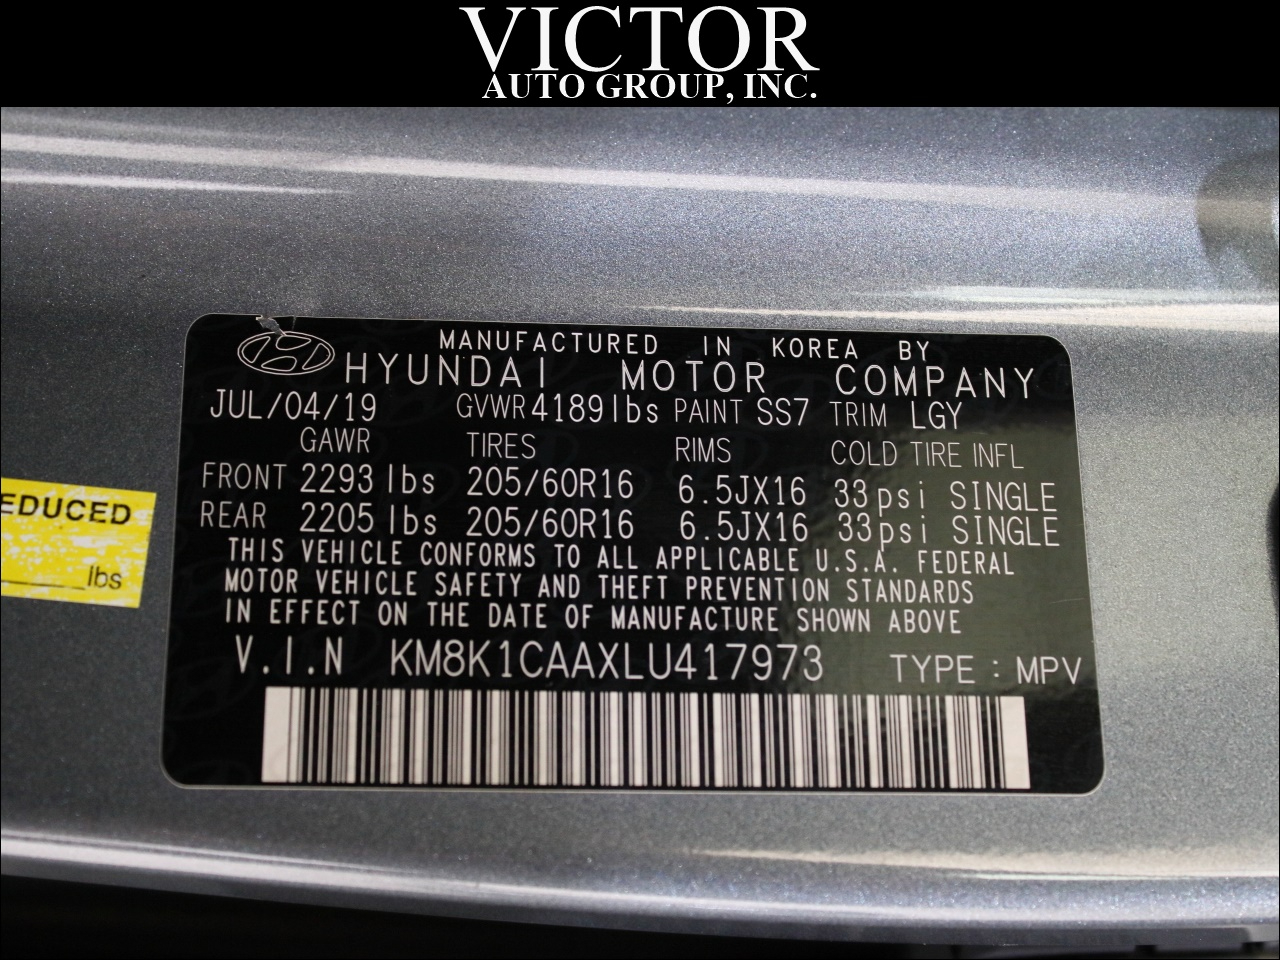 VICTOR
AUTO GROUP, INC.
MANUFACTURED IN KOREA BY
HYUNDAI MOTOR COMPANY
JUL/04/19 GVWR 4189lbs PAINT SS7 TRIM LGY
GAWR TIRES RIMS COLD TIRE INFL
FRONT 2293 lbs 205/60R16 6.5JX16 33psi SINGLE
REAR 2205 lbs 205/60R16 6.5JX16 33psi SINGLE
THIS VEHICLE CONFORMS TO ALL APPLICABLE U.S.A. FEDERAL
MOTOR VEHICLE SAFETY AND THEFT PREVENTION STANDARDS
IN EFFECT ON THE DATE OF MANUFACTURE SHOWN ABOVE
V.I.N KM8K1CAAXLU417973 TYPE : MPV
EDUCED
lbs